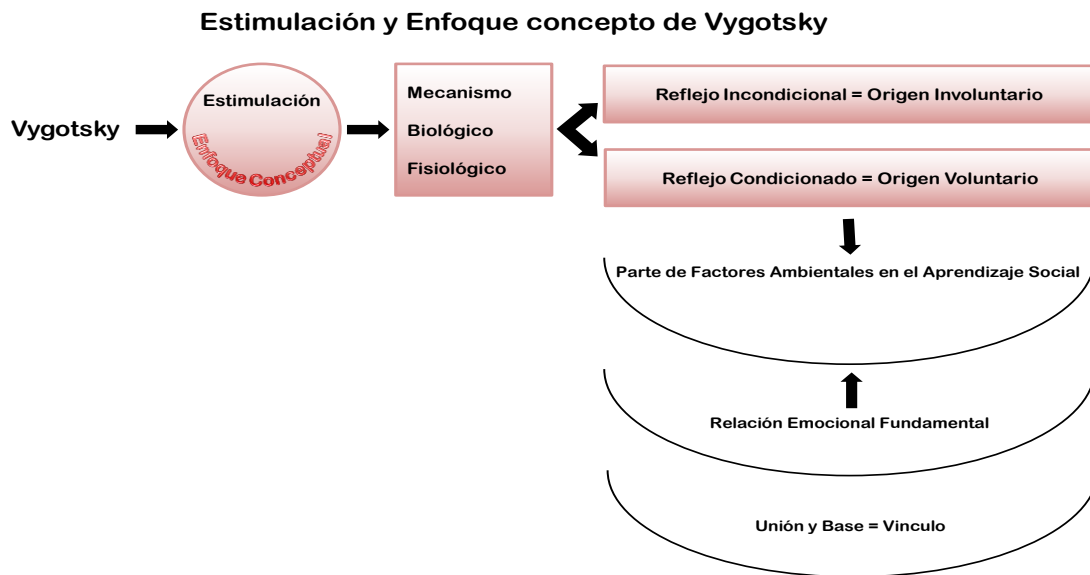 Estimulación y Enfoque concepto de Vygotsky
Vygotsky
Estimulación
Enfoque Conceptual
Mecanismo
Biológico
Fisiológico
Reflejo Incondicional = Origen Involuntario
Reflejo Condicionado = Origen Voluntario
Parte de Factores Ambientales en el Aprendizaje Social
Relación Emocional Fundamental
Unión y Base = Vinculo